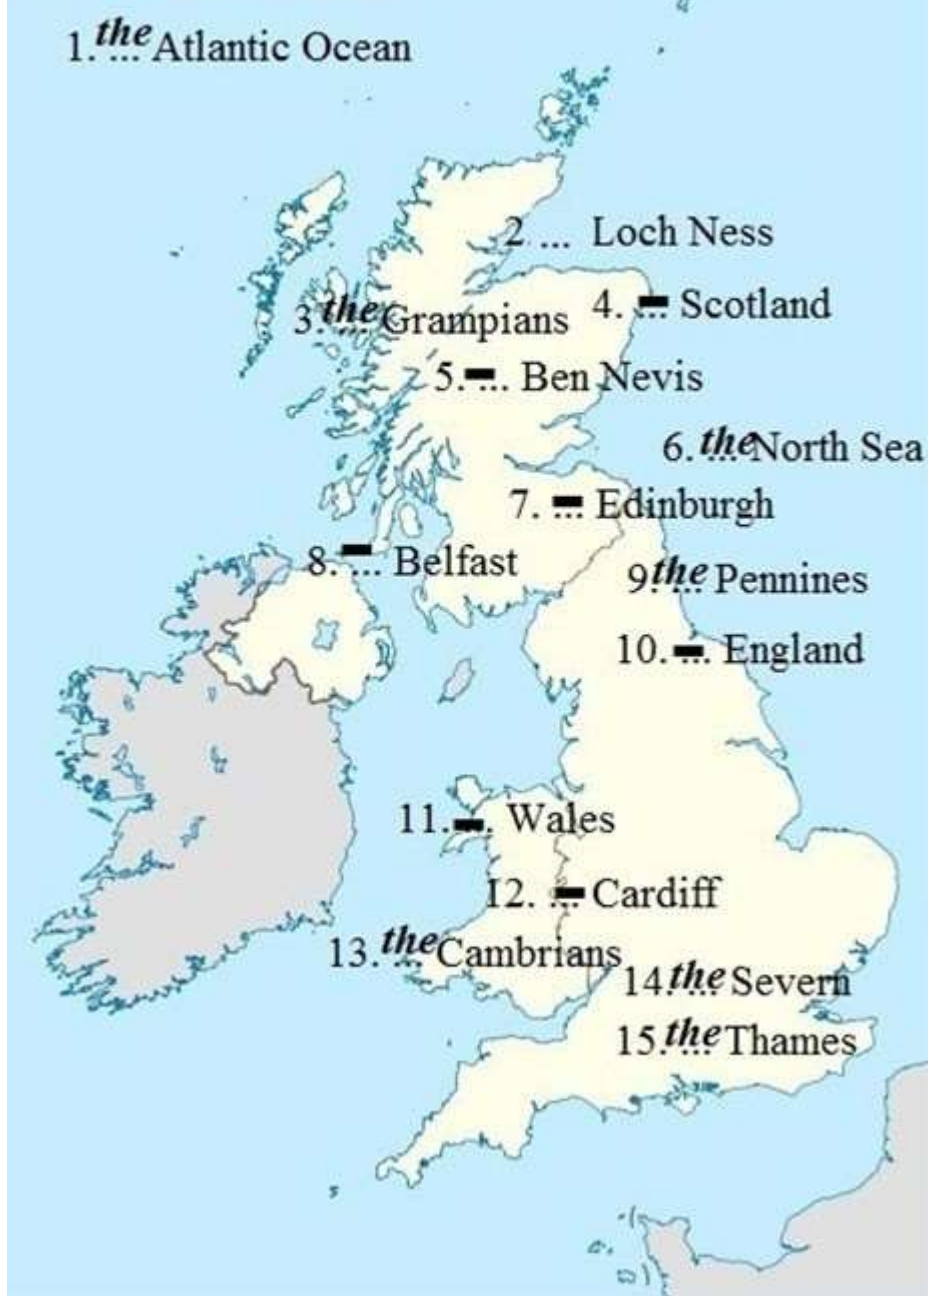 1. the ... Atlantic Ocean
2 ... Loch Ness
3. the ... Grampians
4. – ... Scotland
5. – ... Ben Nevis
6. the ... North Sea
7. – ... Edinburgh
8. – ... Belfast
9. the ... Pennines
10. – ... England
11. – ... Wales
12. – ... Cardiff
13. the ... Cambrians
14. the ... Severn
15. the ... Thames